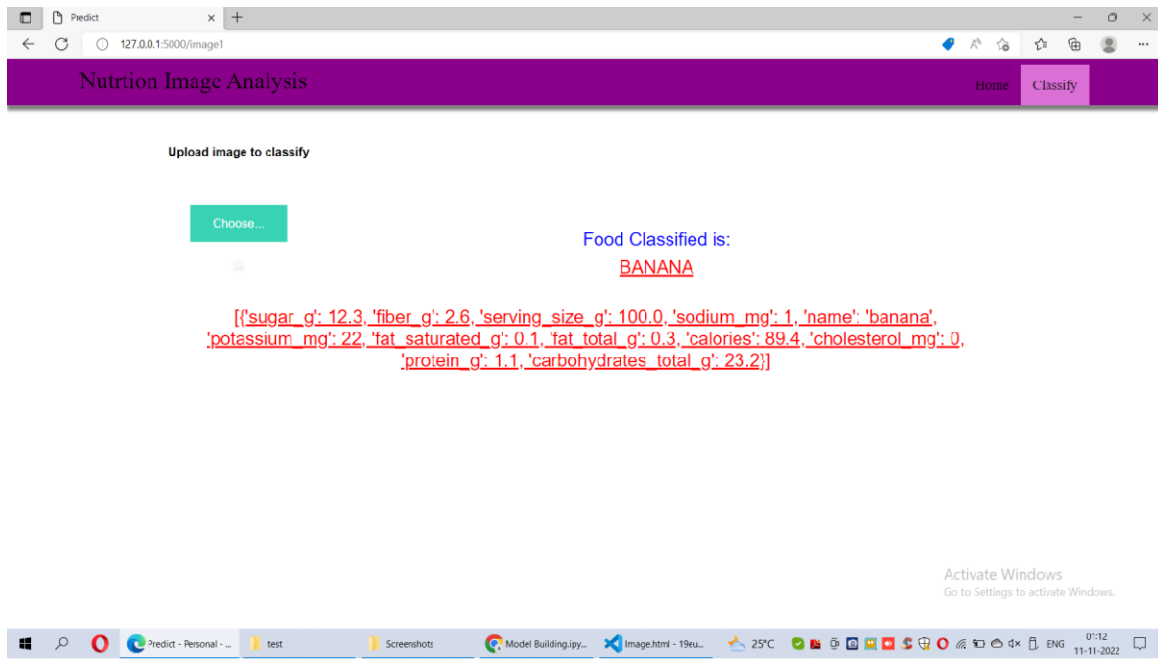 Predict
127.0.0.1:5000/image1
Nutrtion Image Analysis
Home
Classify
Upload image to classify
Choose...
Food Classified is:
BANANA
[{'sugar_g': 12.3, 'fiber_g': 2.6, 'serving_size_g': 100.0, 'sodium_mg': 1, 'name': 'banana',
'potassium_mg': 22, 'fat_saturated_g': 0.1, 'fat_total_g': 0.3, 'calories': 89.4, 'cholesterol_mg': 0,
'protein_g': 1.1, 'carbohydrates_total_g': 23.2}]
Activate Windows
Go to Settings to activate Windows.
Predict - Personal - ...
test
Screenshots
Model Building.ipy...
Image.html - 19eu...
25°C
ENG
01:12
11-11-2022